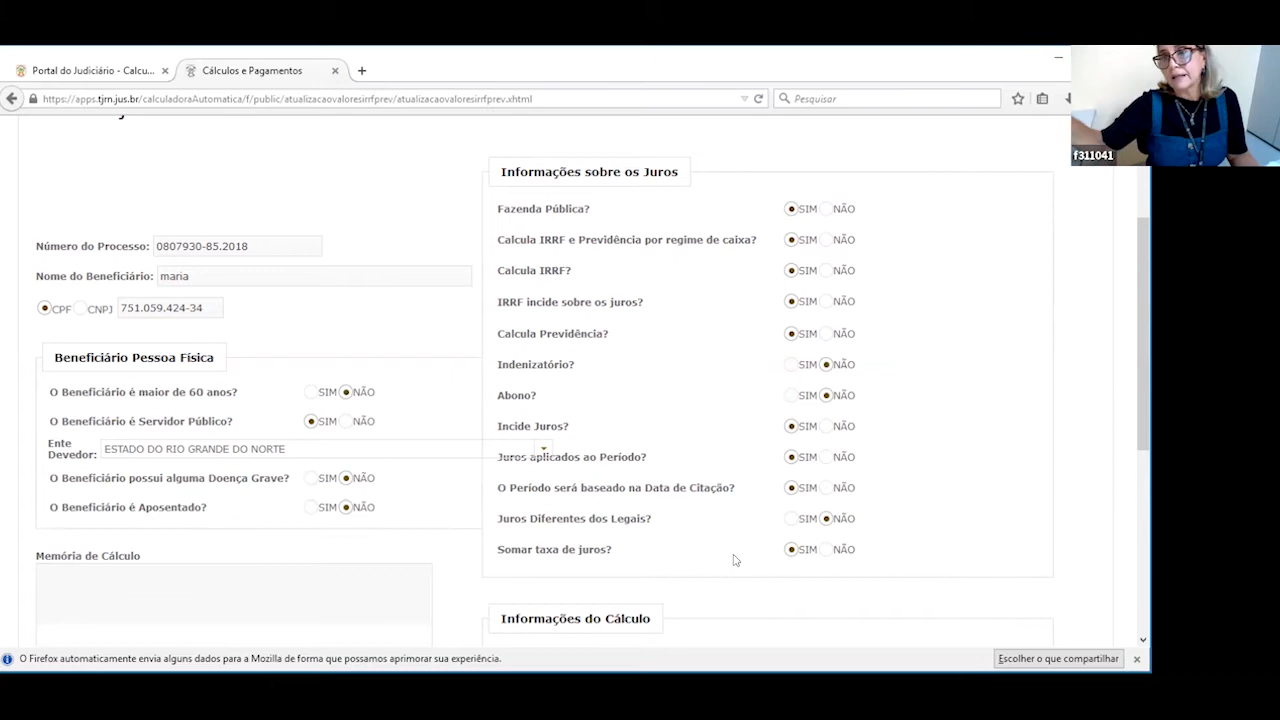 Portal do Judiciário - Calcu...
Cálculos e Pagamentos
https://apps.tjrn.jus.br/calculadoraAutomatica/f/public/atualizacaovaloresirrfprev/atualizacaovaloresirrfprev.xhtml
Pesquisar
f311041
Informações sobre os Juros
Fazenda Pública? SIM NÃO
Número do Processo: 0807930-85.2018
Calcula IRRF e Previdência por regime de caixa? SIM NÃO
Nome do Beneficiário: maria
Calcula IRRF? SIM NÃO
CPF CNPJ 751.059.424-34
IRRF incide sobre os juros? SIM NÃO
Calcula Previdência? SIM NÃO
Beneficiário Pessoa Física
Indenizatório? SIM NÃO
O Beneficiário é maior de 60 anos? SIM NÃO
Abono? SIM NÃO
O Beneficiário é Servidor Público? SIM NÃO
Incide Juros? SIM NÃO
Ente Devedor: ESTADO DO RIO GRANDE DO NORTE
Juros aplicados ao Período? SIM NÃO
O Beneficiário possui alguma Doença Grave? SIM NÃO
O Período será baseado na Data de Citação? SIM NÃO
O Beneficiário é Aposentado? SIM NÃO
Juros Diferentes dos Legais? SIM NÃO
Memória de Cálculo
Somar taxa de juros? SIM NÃO
Informações do Cálculo
O Firefox automaticamente envia alguns dados para a Mozilla de forma que possamos aprimorar sua experiência.
Escolher o que compartilhar